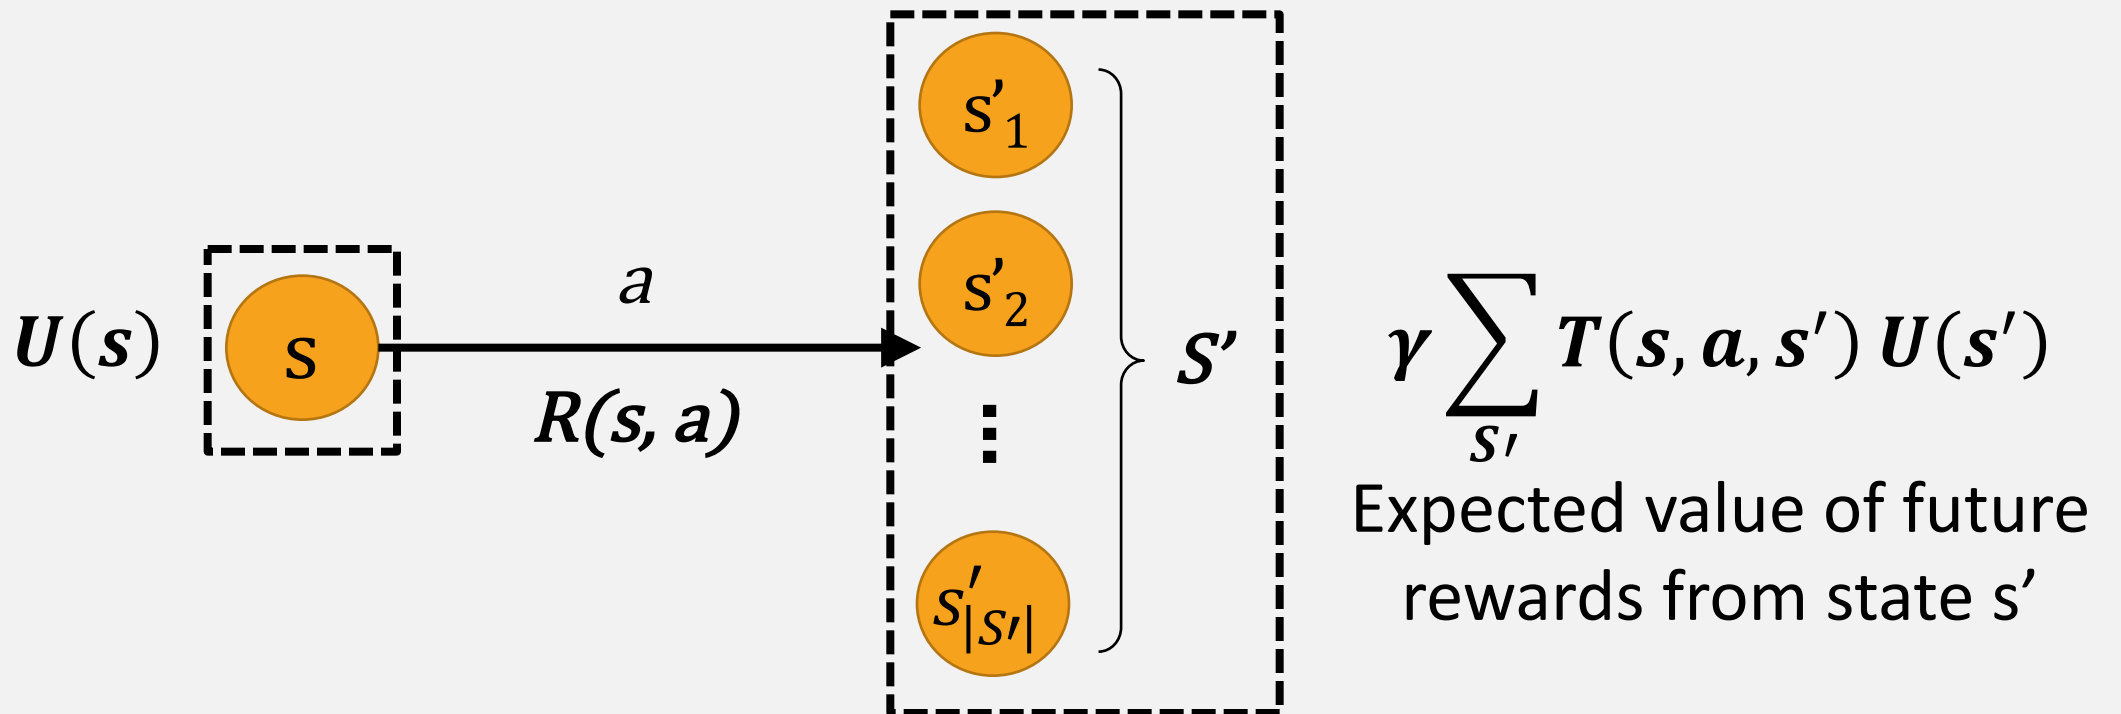 U(s)
s
a
R(s, a)
s’1
s’2
⋮
s′|S′|
S’
γ ∑ T(s, a, s′) U(s′)
S′
Expected value of future
rewards from state s’